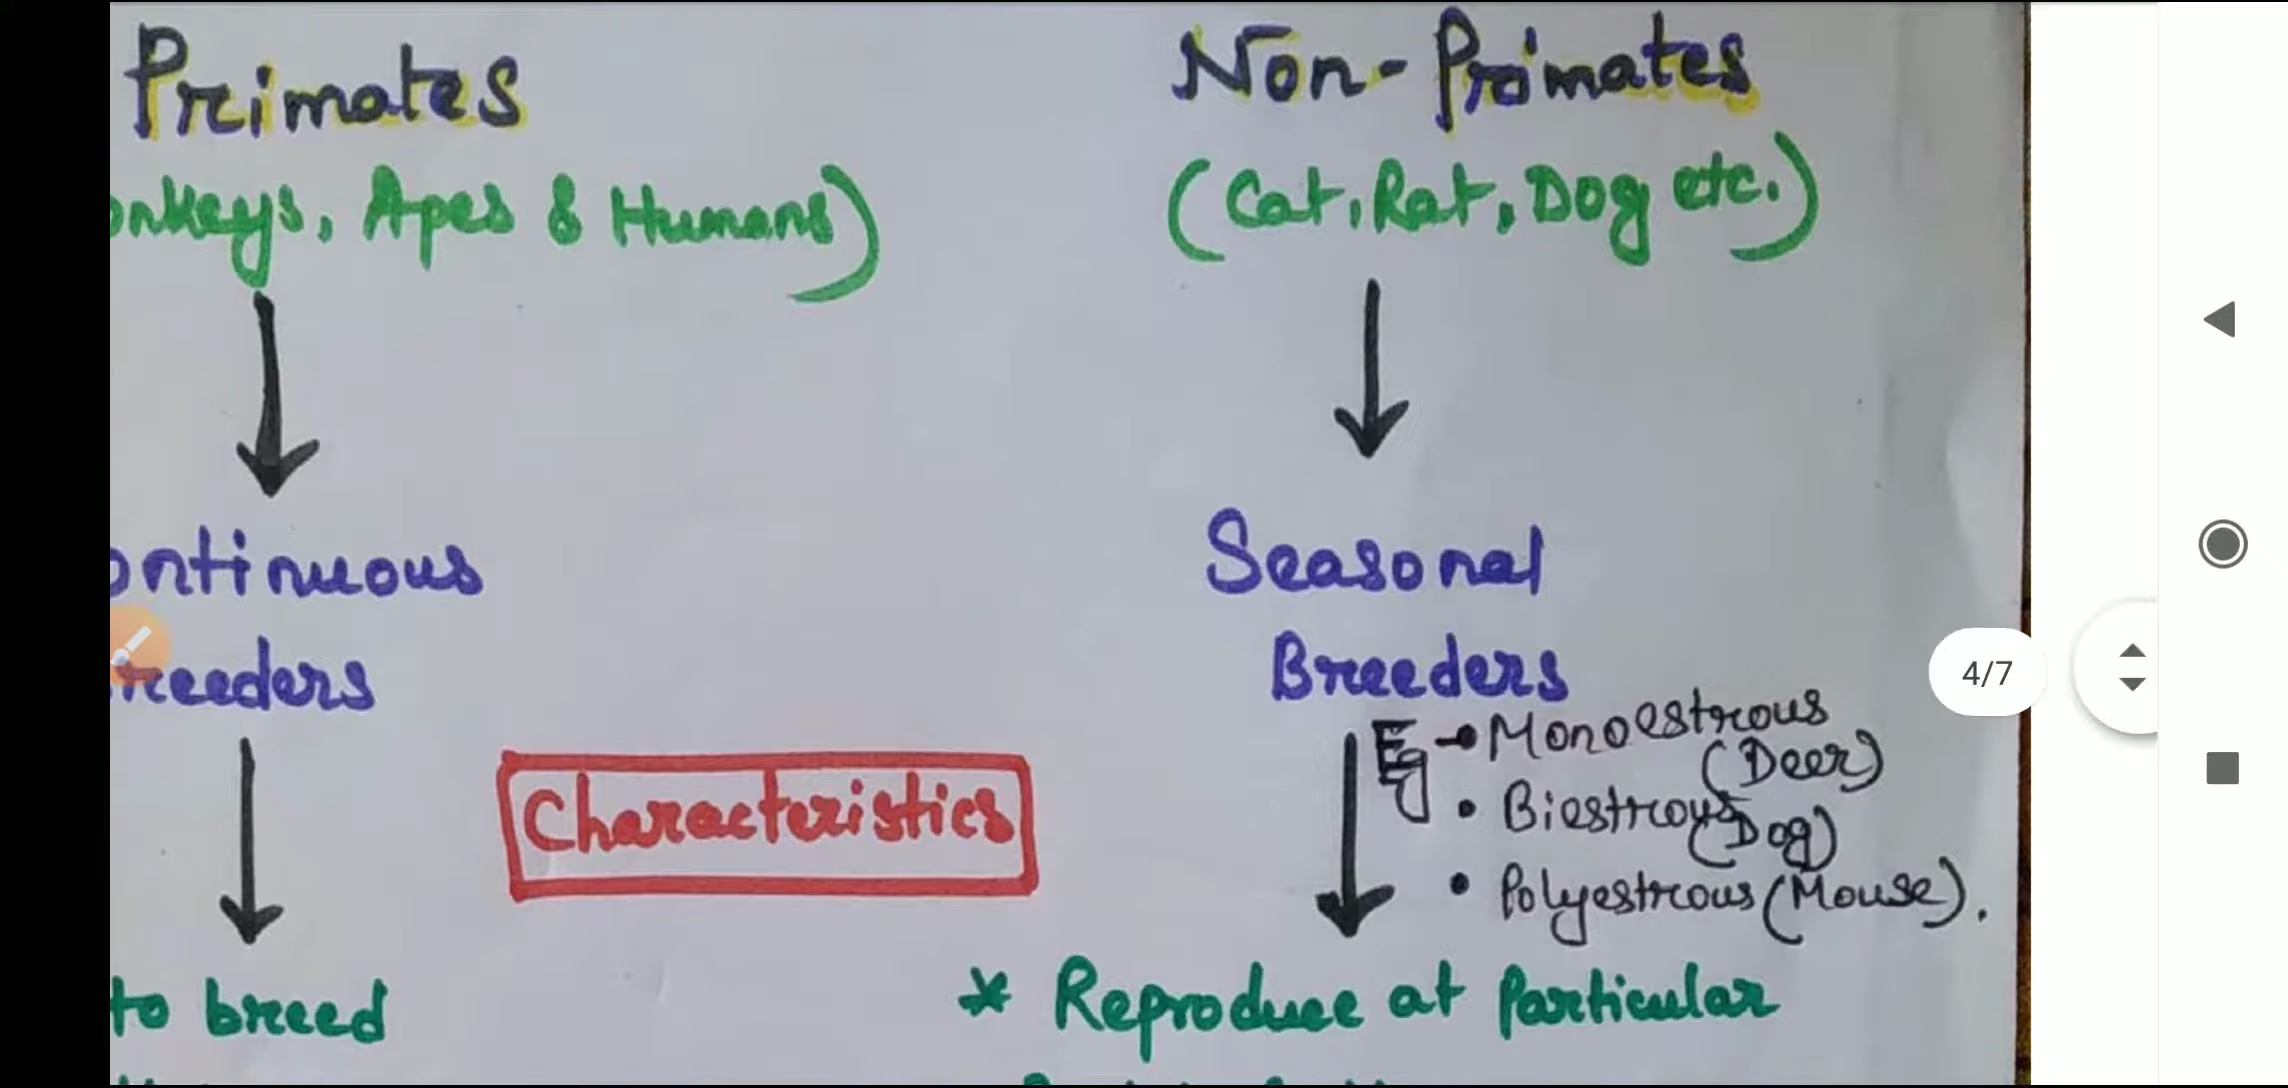 Primates
Non-Primates
onkeys, Apes & Humans)
(Cat, Rat, Dog etc.)
ontinuous
reeders
Seasonal
Breeders
Eg → Monoestrous
(Deer)
• Biestrous
(Dog)
• Polyestrous (Mouse).
Characteristics
to breed
* Reproduce at Particular
4/7